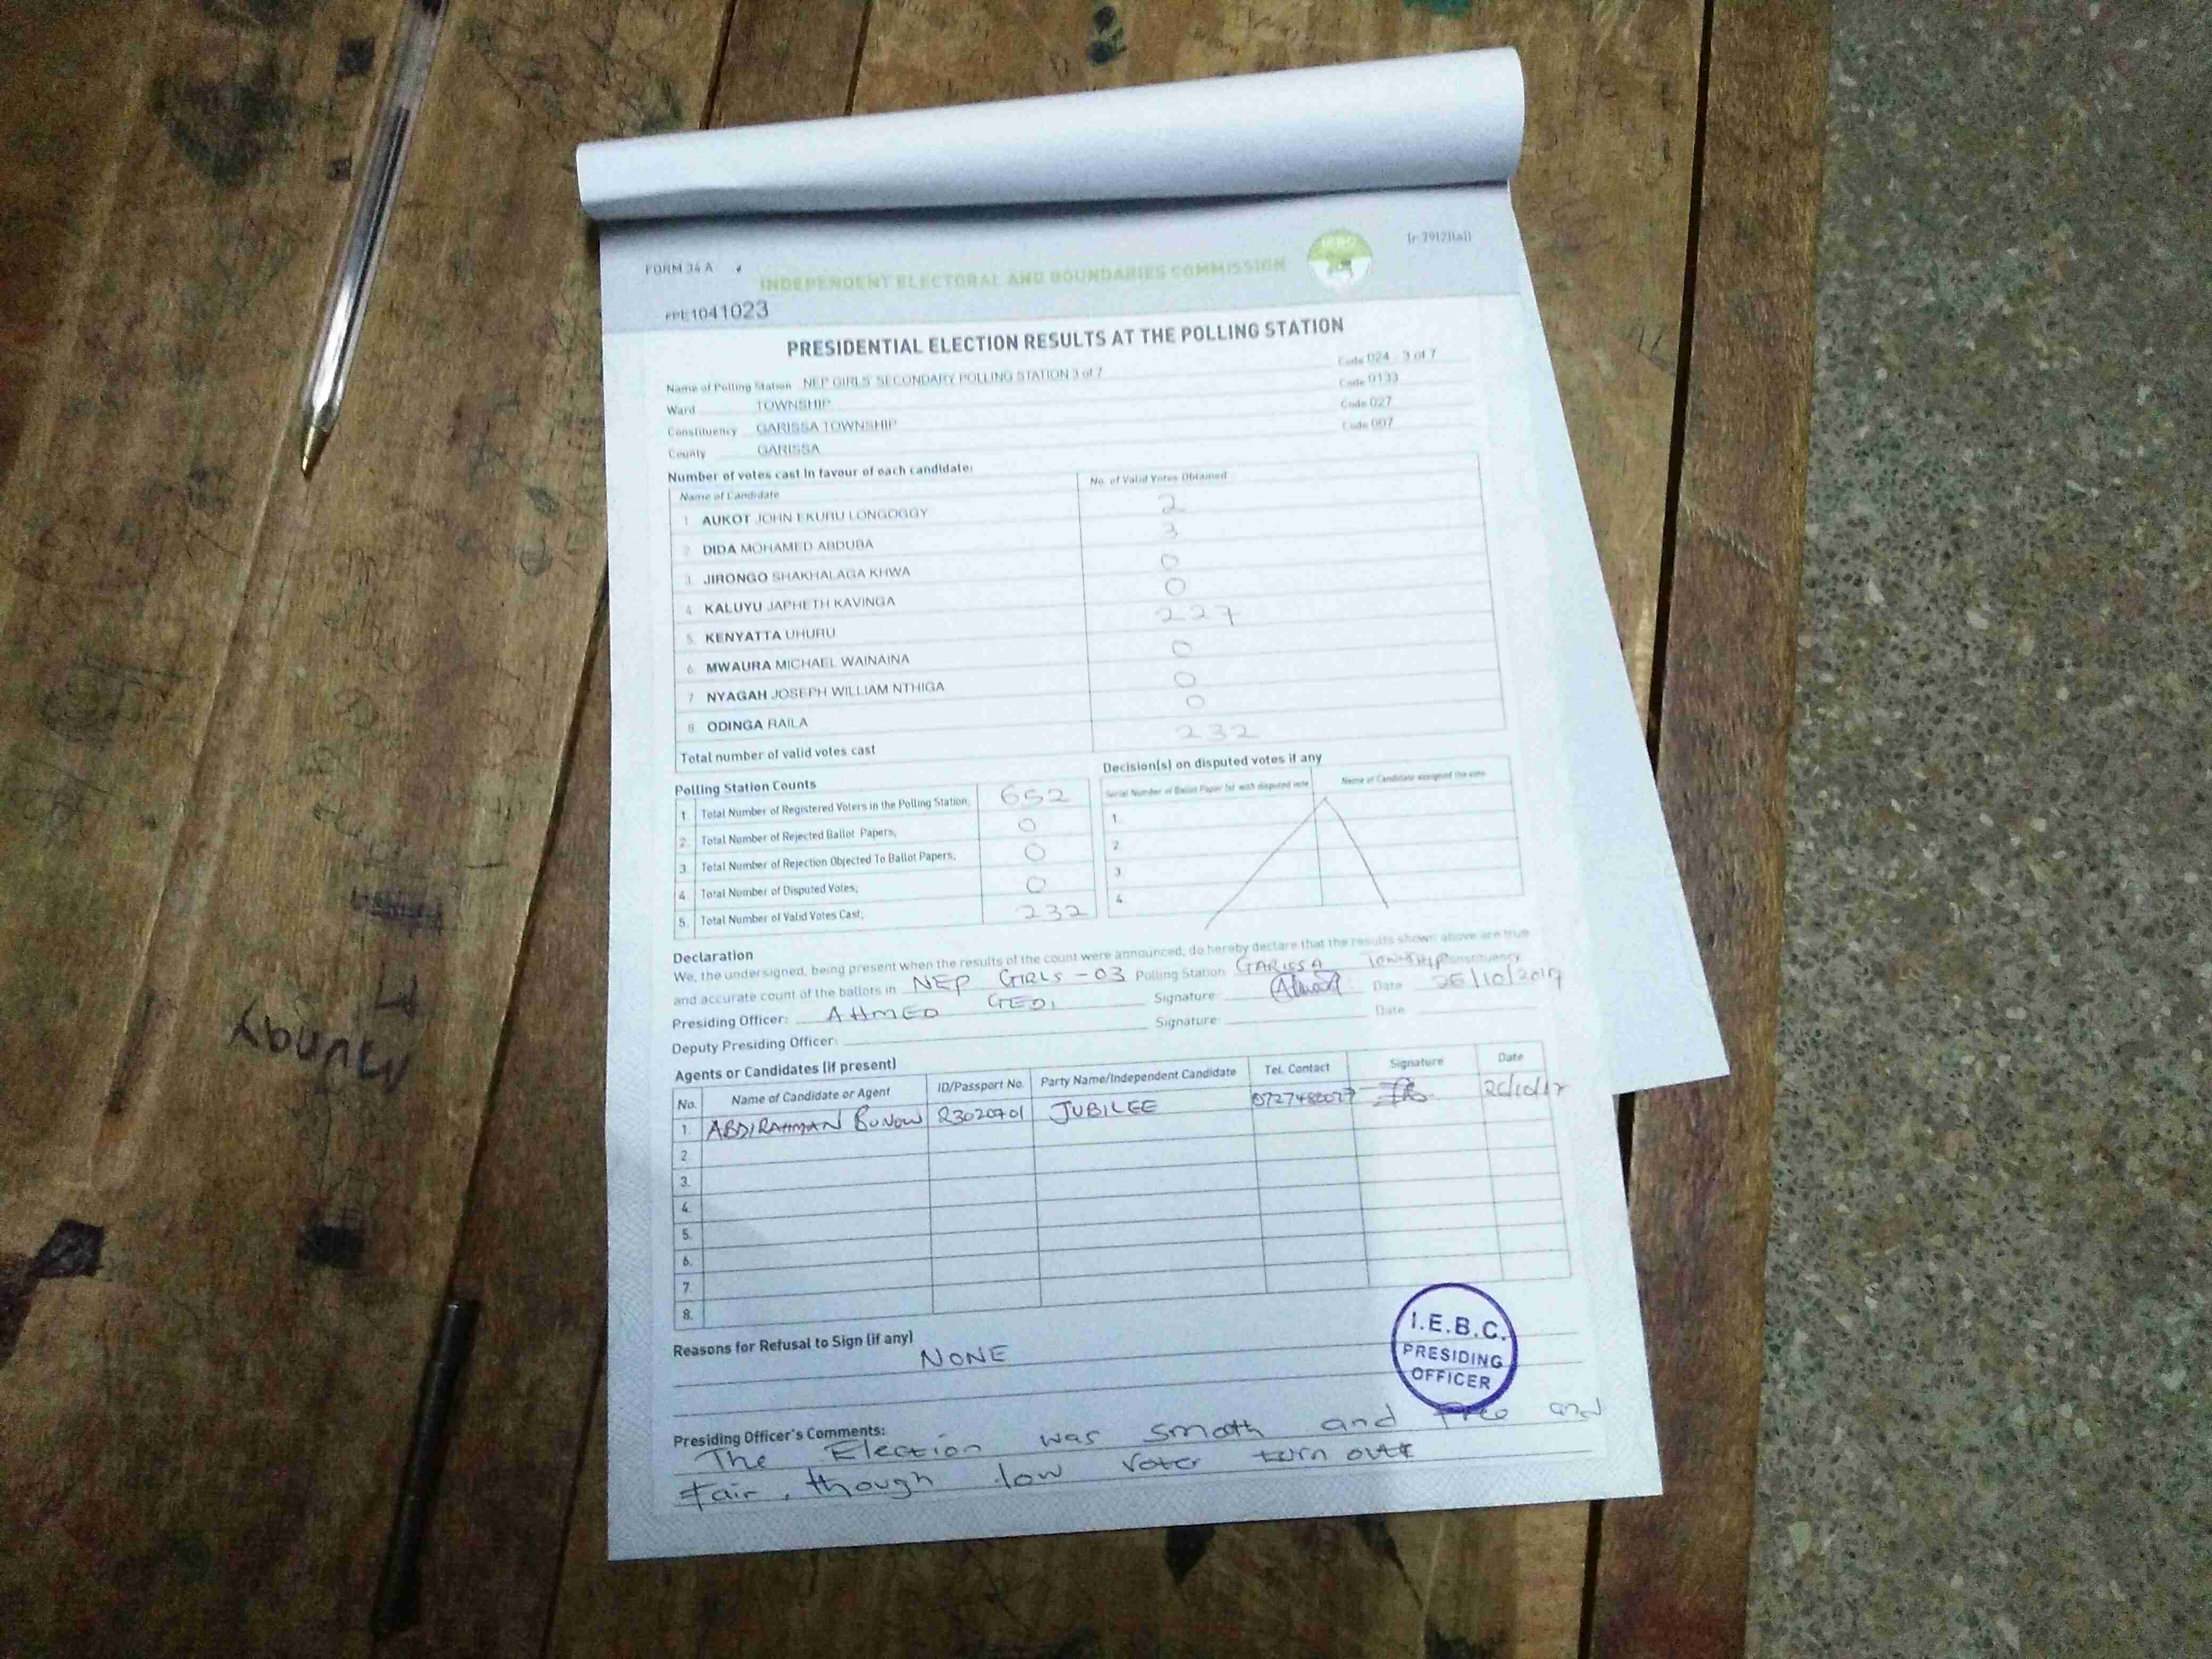 FORM 34 A
INDEPENDENT ELECTORAL AND BOUNDARIES COMMISSION
1041023
PRESIDENTIAL ELECTION RESULTS AT THE POLLING STATION
Name of Polling Station NEP GIRLS' SECONDARY POLLING STATION 3 of 7 Code 024 3 of 7
Ward TOWNSHIP Code 0133
Constituency GARISSA TOWNSHIP Code 027
County GARISSA Code 007
Number of votes cast in favour of each candidate:
Name of Candidate No. of Valid Votes Obtained
1. AUKOT JOHN EKURU LONGOGGY 2
2. DIDA MOHAMED ABDUBA 3
3. JIRONGO SHAKHALAGA KHWA 0
4. KALUYU JAPHETH KAVINGA 0
5. KENYATTA UHURU 227
6. MWAURA MICHAEL WAINAINA 0
7. NYAGAH JOSEPH WILLIAM NTHIGA 0
8. ODINGA RAILA 0
Total number of valid votes cast 232
Polling Station Counts
1. Total Number of Registered Voters in the Polling Station; 652
2. Total Number of Rejected Ballot Papers; 0
3. Total Number of Rejection Objected To Ballot Papers; 0
4. Total Number of Disputed Votes; 0
5. Total Number of Valid Votes Cast; 232
Decision(s) on disputed votes if any
Serial Number of Ballot Paper (s) with disputed vote Name of Candidate assigned the vote
1.
2.
3.
4.
Declaration
We, the undersigned, being present when the results of the count were announced, do hereby declare that the results shown above are true
and accurate count of the ballots in NEP GIRLS - 03 Polling Station GARISSA TOWNSHIP Constituency
Presiding Officer: AHMED GEDI Signature: Date 26/10/2017
Deputy Presiding Officer: Signature: Date
Agents or Candidates (if present)
No. Name of Candidate or Agent ID/Passport No. Party Name/Independent Candidate Tel. Contact Signature Date
1. ABDIRAHMAN BUNOW 23020701 JUBILEE 0727480027 26/10/17
2.
3.
4.
5.
6.
7.
8.
Reasons for Refusal to Sign (if any)
NONE
I.E.B.C.
PRESIDING
OFFICER
Presiding Officer's Comments:
The Election was smoth and free and
fair, though low voter turn out